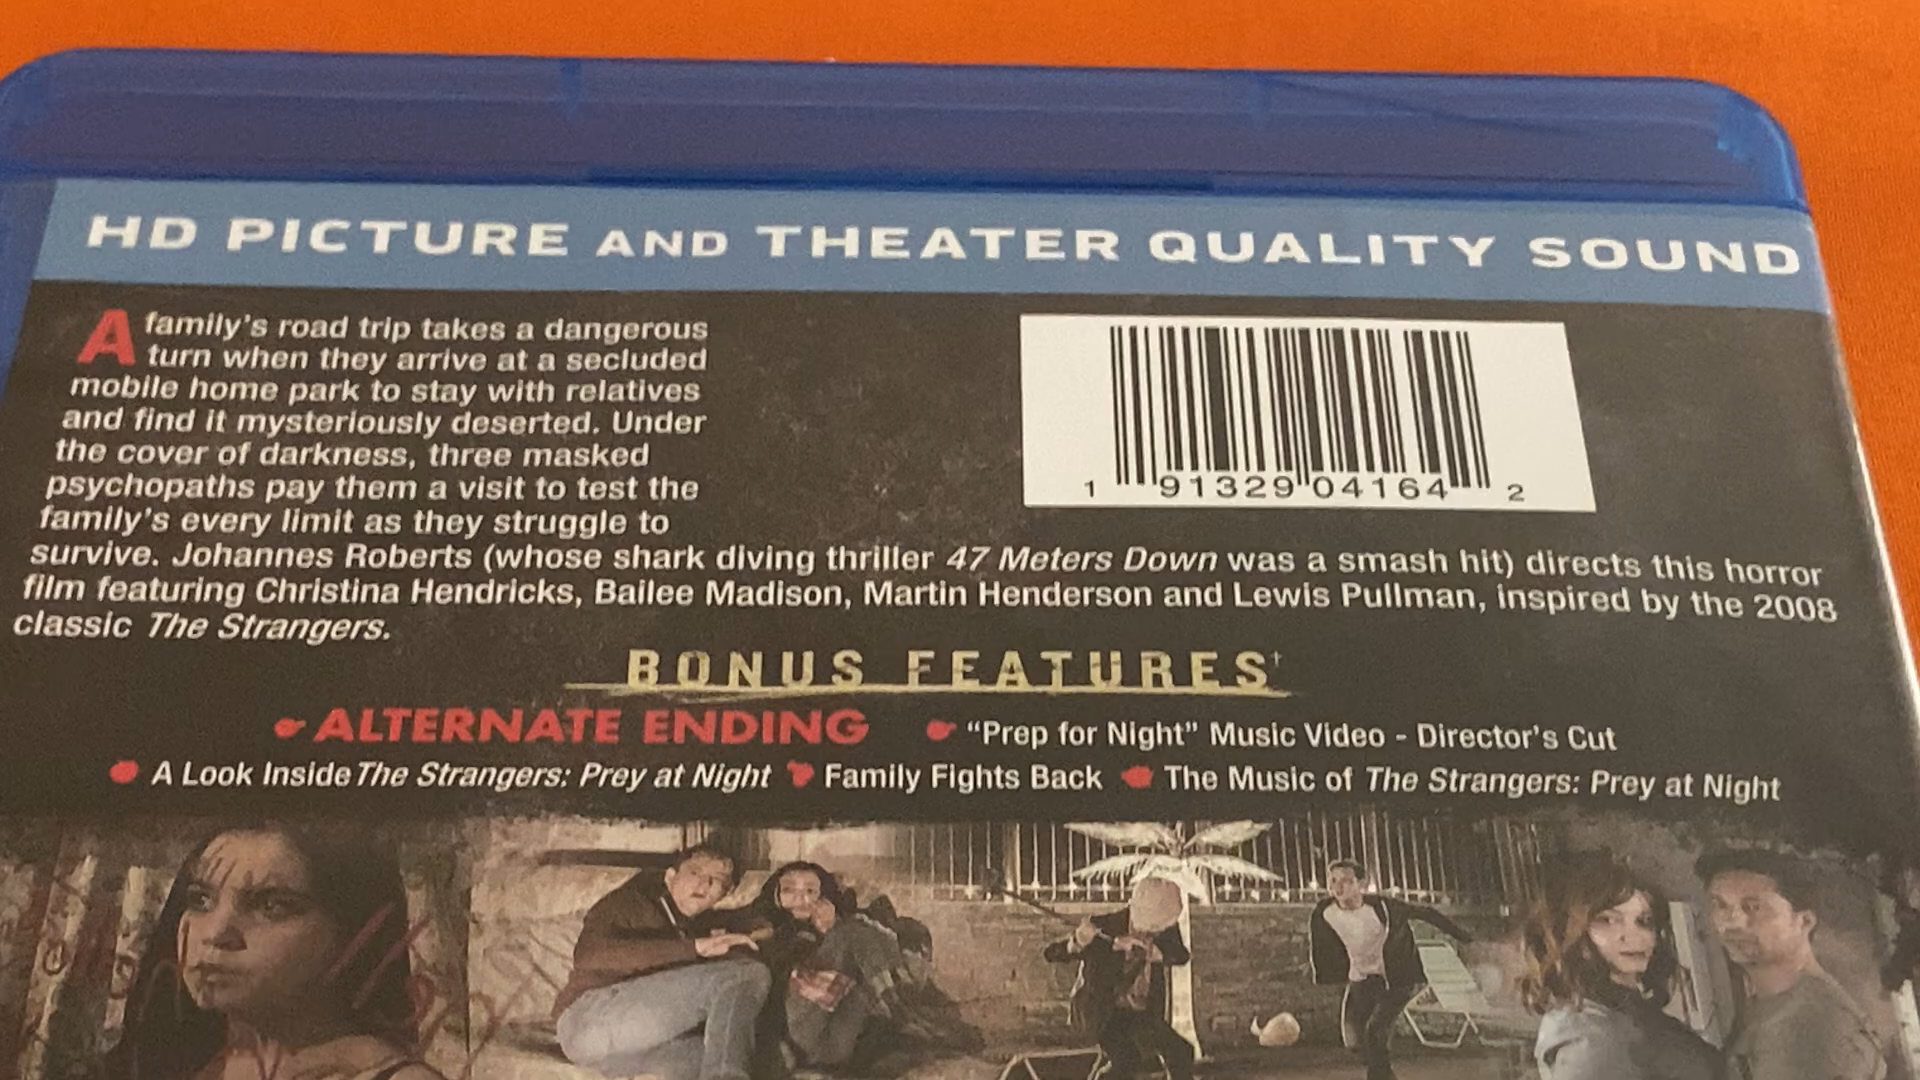 HD PICTURE AND THEATER QUALITY SOUND
A family's road trip takes a dangerous
turn when they arrive at a secluded
mobile home park to stay with relatives
and find it mysteriously deserted. Under
the cover of darkness, three masked
psychopaths pay them a visit to test the
family's every limit as they struggle to
survive. Johannes Roberts (whose shark diving thriller 47 Meters Down was a smash hit) directs this horror
film featuring Christina Hendricks, Bailee Madison, Martin Henderson and Lewis Pullman, inspired by the 2008
classic The Strangers.
1 91329 04164 2
BONUS FEATURES†
ALTERNATE ENDING "Prep for Night" Music Video - Director's Cut
A Look Inside The Strangers: Prey at Night Family Fights Back The Music of The Strangers: Prey at Night